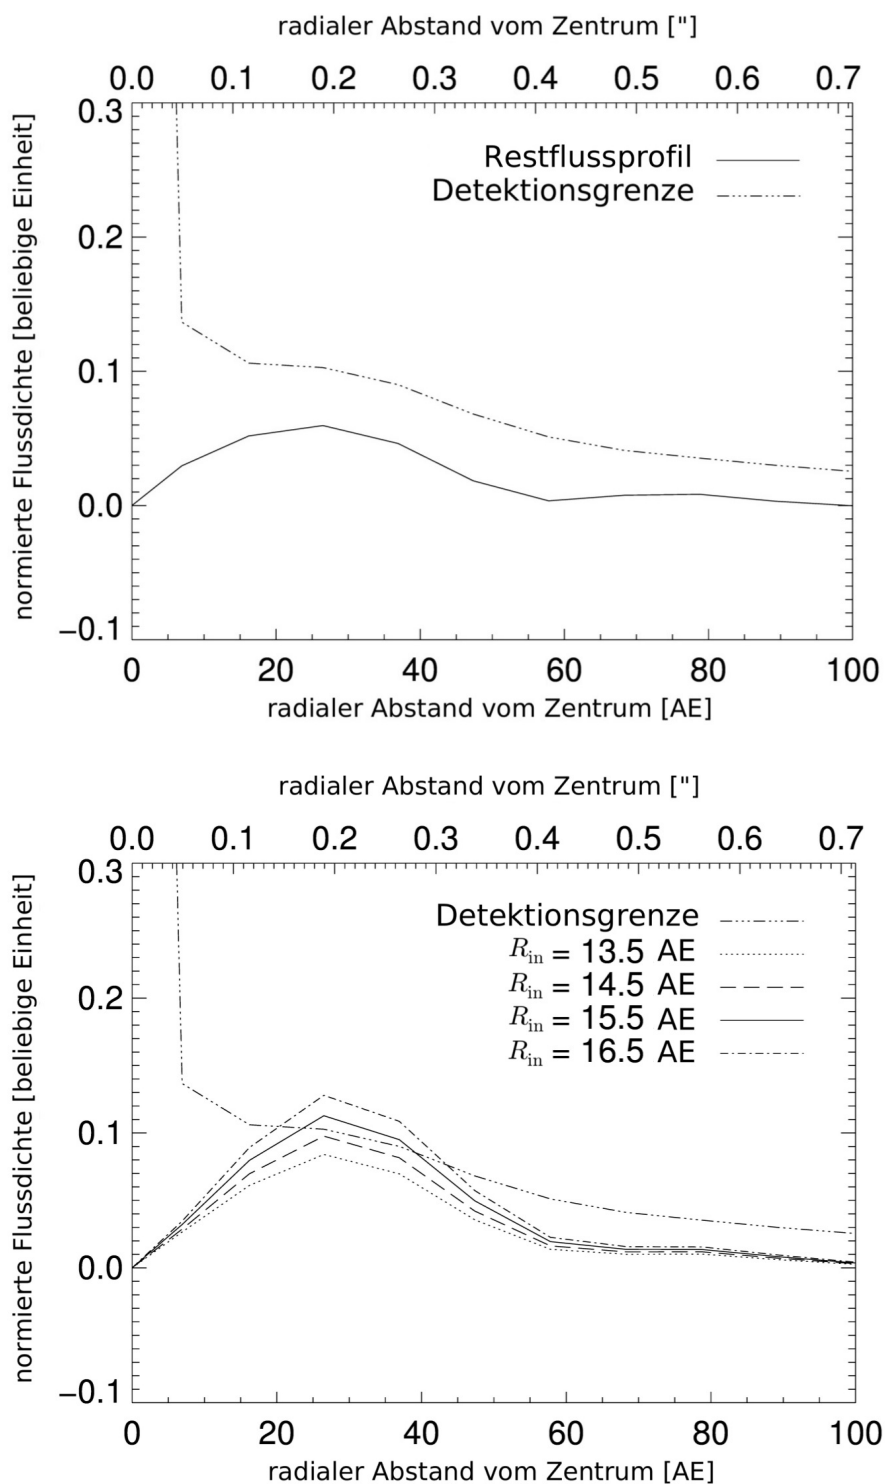 radialer Abstand vom Zentrum ["]
0.0 0.1 0.2 0.3 0.4 0.5 0.6 0.7
normierte Flussdichte [beliebige Einheit]
0.3
0.2
0.1
0.0
−0.1
Restflussprofil
Detektionsgrenze
0 20 40 60 80 100
radialer Abstand vom Zentrum [AE]
radialer Abstand vom Zentrum ["]
0.0 0.1 0.2 0.3 0.4 0.5 0.6 0.7
normierte Flussdichte [beliebige Einheit]
0.3
0.2
0.1
0.0
−0.1
Detektionsgrenze
R_in = 13.5 AE
R_in = 14.5 AE
R_in = 15.5 AE
R_in = 16.5 AE
0 20 40 60 80 100
radialer Abstand vom Zentrum [AE]